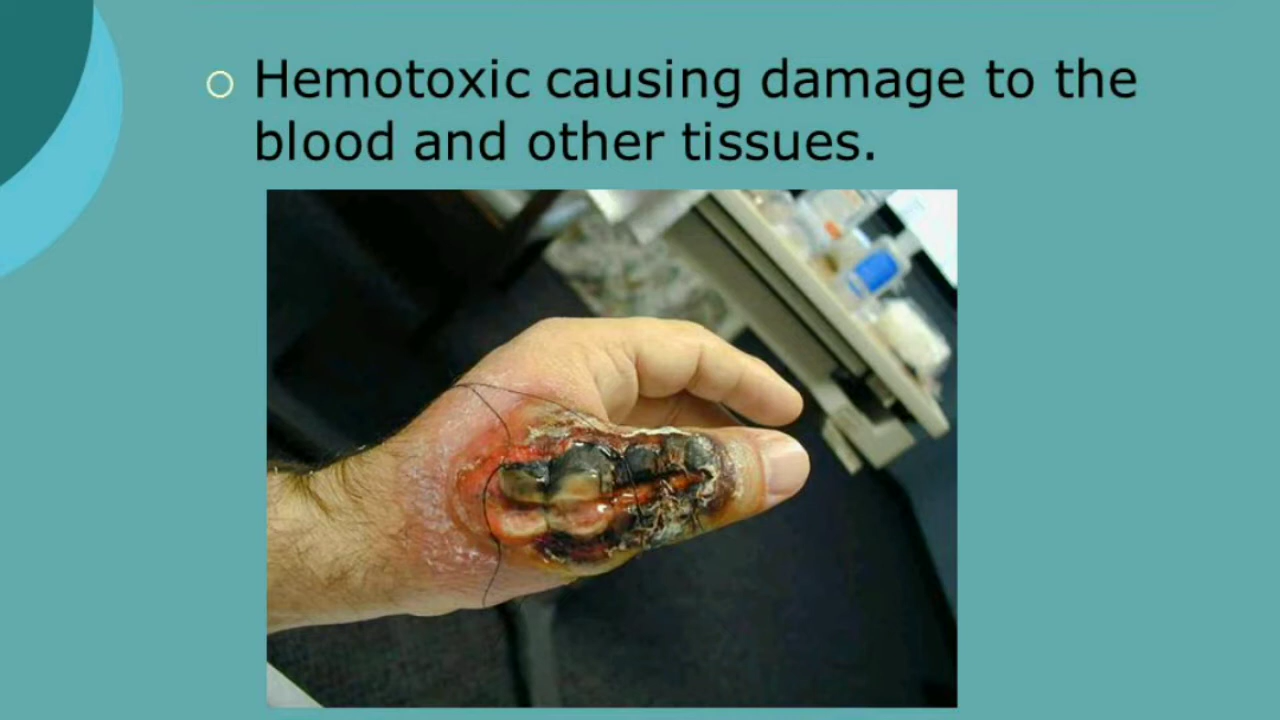 Hemotoxic causing damage to the
blood and other tissues.